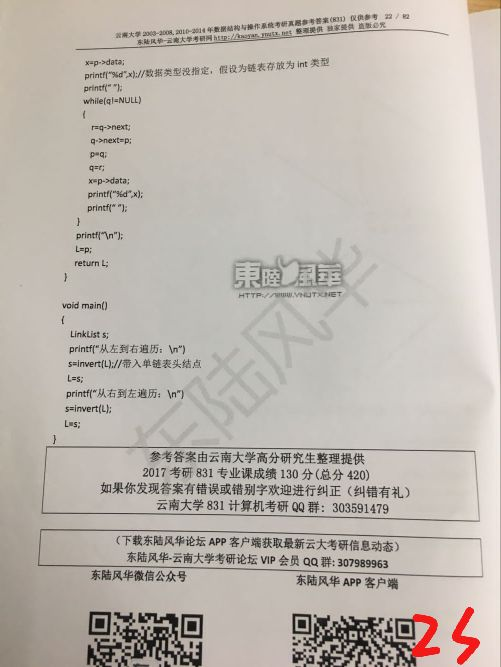 云南大学 2003-2008, 2010-2014 年数据结构与操作系统考研真题参考答案(831) 仅供参考 22 / 82
东陆风华-云南大学考研网 http://kaoyan.ynutx.net 整理提供 独家提供 盗版必究
x=p->data;
printf("%d",x);//数据类型没指定，假设为链表存放为 int 类型
printf(" ");
while(q!=NULL)
{
r=q->next;
q->next=p;
p=q;
q=r;
x=p->data;
printf("%d",x);
printf(" ");
}
printf("\n");
L=p;
return L;
}
東陸風華
HTTP://WWW.YNUTX.NET
东陆风华
void main()
{
LinkList s;
printf("从左到右遍历：\n")
s=invert(L);//带入单链表头结点
L=s;
printf("从右到左遍历：\n")
s=invert(L);
L=s;
}
参考答案由云南大学高分研究生整理提供
2017 考研 831 专业课成绩 130 分(总分 420)
如果你发现答案有错误或错别字欢迎进行纠正（纠错有礼）
云南大学 831 计算机考研 QQ 群：303591479
（下载东陆风华论坛 APP 客户端获取最新云大考研信息动态）
东陆风华-云南大学考研论坛 VIP 会员 QQ 群: 307989963
东陆风华微信公众号
东陆风华 APP 客户端
25